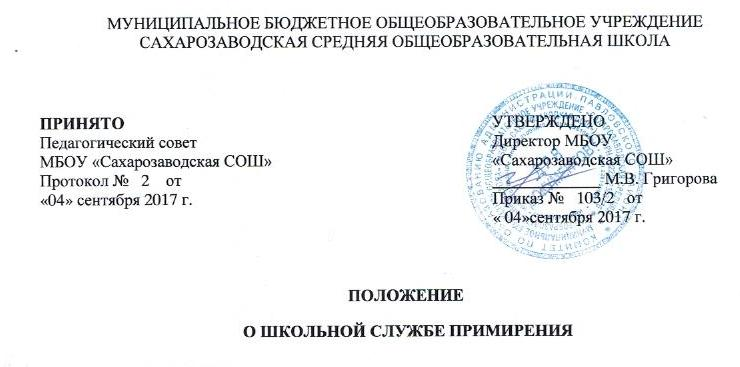 МУНИЦИПАЛЬНОЕ БЮДЖЕТНОЕ ОБЩЕОБРАЗОВАТЕЛЬНОЕ УЧРЕЖДЕНИЕ
САХАРОЗАВОДСКАЯ СРЕДНЯЯ ОБЩЕОБРАЗОВАТЕЛЬНАЯ ШКОЛА
ПРИНЯТО
Педагогический совет
МБОУ «Сахарозаводская СОШ»
Протокол № 2 от
«04» сентября 2017 г.
УТВЕРЖДЕНО
Директор МБОУ
«Сахарозаводская СОШ»
М.В. Григорова
Приказ № 103/2 от
« 04»сентября 2017 г.
ПОЛОЖЕНИЕ
О ШКОЛЬНОЙ СЛУЖБЕ ПРИМИРЕНИЯ